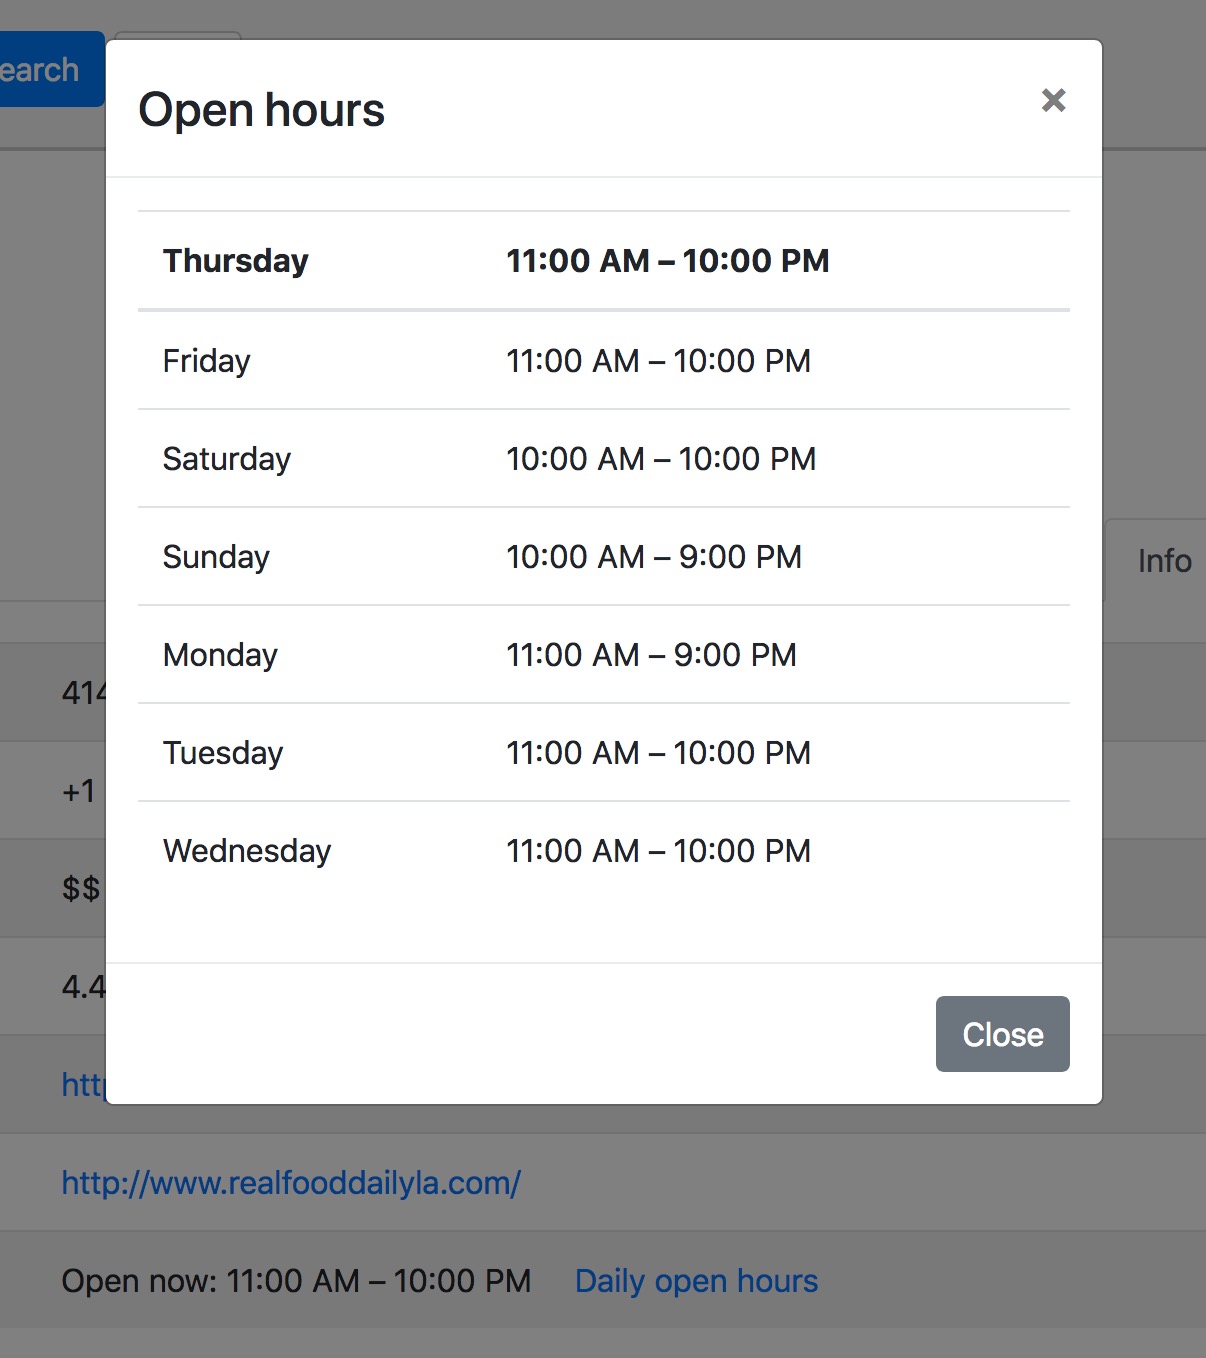 earch
Open hours
×
Thursday 11:00 AM – 10:00 PM
Friday 11:00 AM – 10:00 PM
Saturday 10:00 AM – 10:00 PM
Sunday 10:00 AM – 9:00 PM
Info
Monday 11:00 AM – 9:00 PM
414
Tuesday 11:00 AM – 10:00 PM
+1
Wednesday 11:00 AM – 10:00 PM
$$
4.4
Close
htt
http://www.realfooddailyla.com/
Open now: 11:00 AM – 10:00 PM Daily open hours